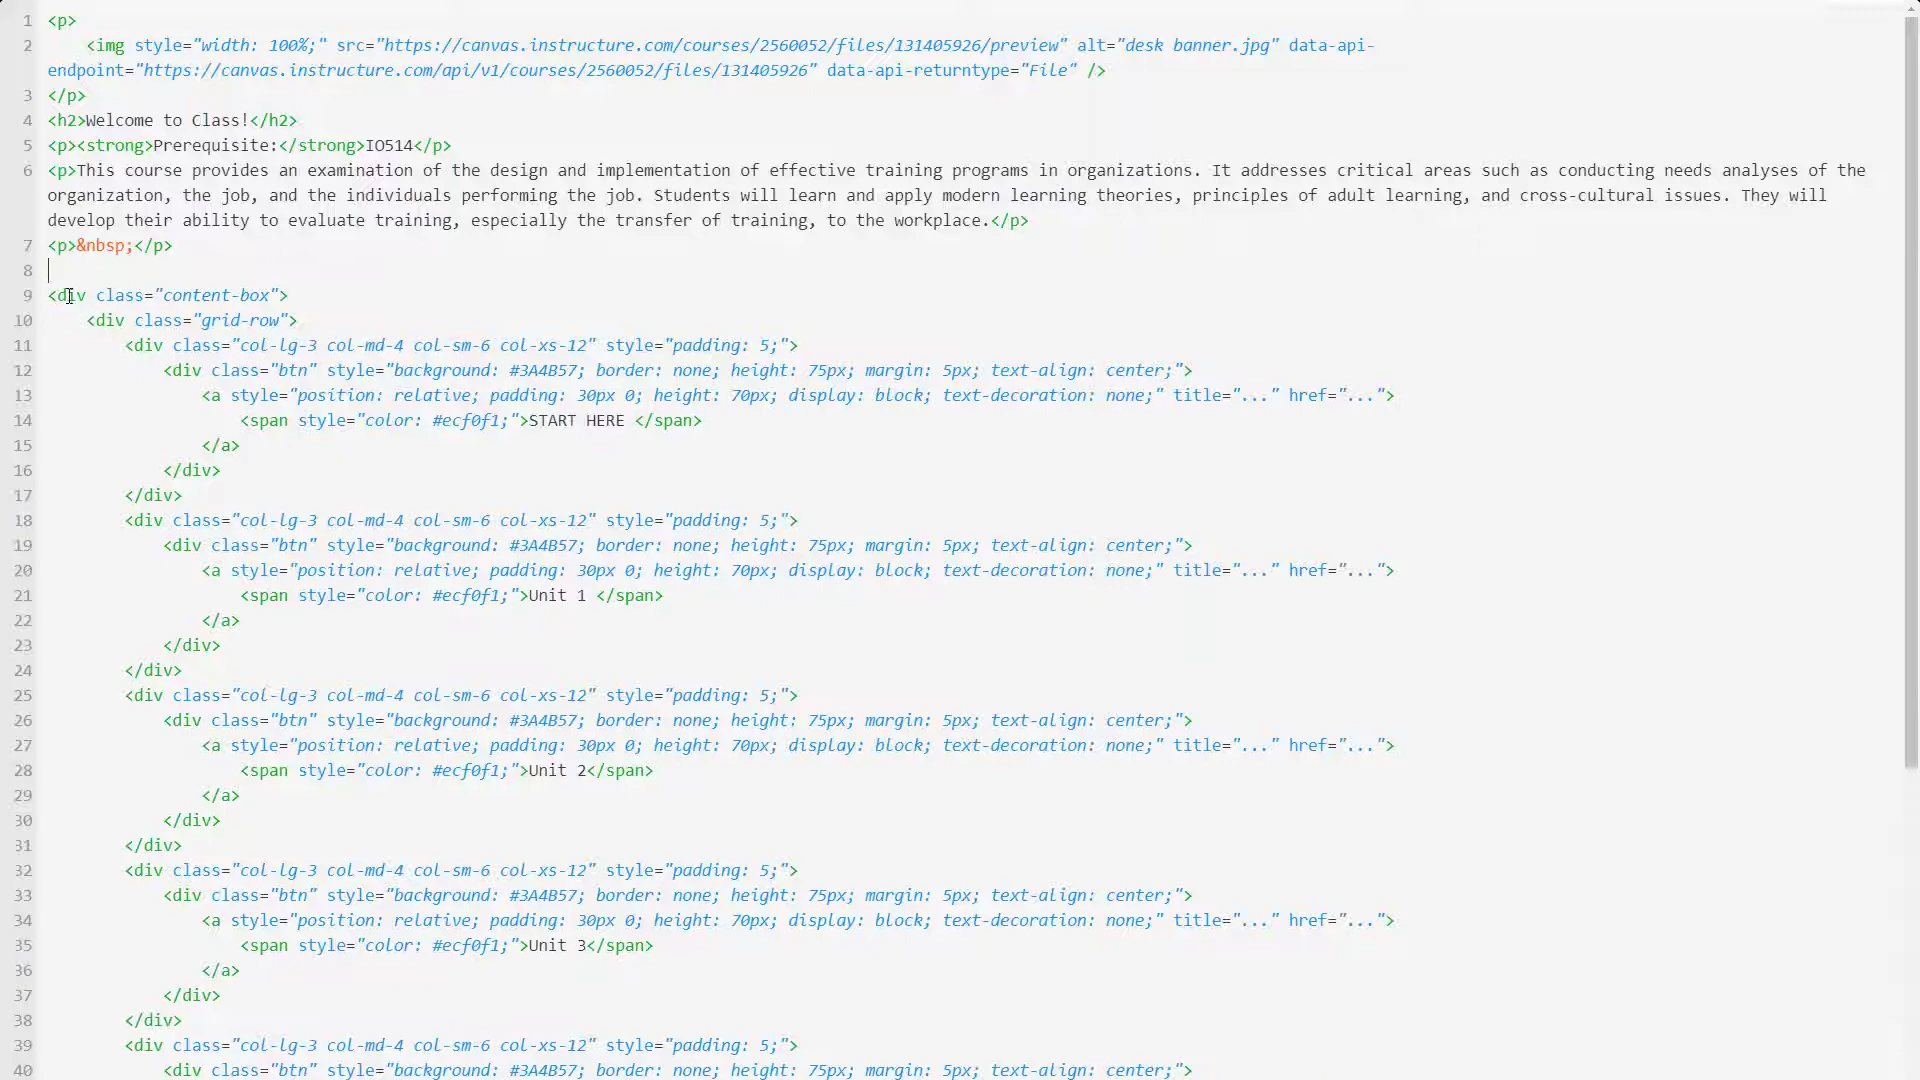 1 <p>
2     <img style="width: 100%;" src="https://canvas.instructure.com/courses/2560052/files/131405926/preview" alt="desk banner.jpg" data-api-
endpoint="https://canvas.instructure.com/api/v1/courses/2560052/files/131405926" data-api-returntype="File" />
3 </p>
4 <h2>Welcome to Class!</h2>
5 <p><strong>Prerequisite:</strong>IO514</p>
6 <p>This course provides an examination of the design and implementation of effective training programs in organizations. It addresses critical areas such as conducting needs analyses of the
organization, the job, and the individuals performing the job. Students will learn and apply modern learning theories, principles of adult learning, and cross-cultural issues. They will
develop their ability to evaluate training, especially the transfer of training, to the workplace.</p>
7 <p>&nbsp;</p>
8
9 <div class="content-box">
10     <div class="grid-row">
11         <div class="col-lg-3 col-md-4 col-sm-6 col-xs-12" style="padding: 5;">
12             <div class="btn" style="background: #3A4B57; border: none; height: 75px; margin: 5px; text-align: center;">
13                 <a style="position: relative; padding: 30px 0; height: 70px; display: block; text-decoration: none;" title="..." href="...">
14                     <span style="color: #ecf0f1;">START HERE </span>
15                 </a>
16             </div>
17         </div>
18         <div class="col-lg-3 col-md-4 col-sm-6 col-xs-12" style="padding: 5;">
19             <div class="btn" style="background: #3A4B57; border: none; height: 75px; margin: 5px; text-align: center;">
20                 <a style="position: relative; padding: 30px 0; height: 70px; display: block; text-decoration: none;" title="..." href="...">
21                     <span style="color: #ecf0f1;">Unit 1 </span>
22                 </a>
23             </div>
24         </div>
25         <div class="col-lg-3 col-md-4 col-sm-6 col-xs-12" style="padding: 5;">
26             <div class="btn" style="background: #3A4B57; border: none; height: 75px; margin: 5px; text-align: center;">
27                 <a style="position: relative; padding: 30px 0; height: 70px; display: block; text-decoration: none;" title="..." href="...">
28                     <span style="color: #ecf0f1;">Unit 2</span>
29                 </a>
30             </div>
31         </div>
32         <div class="col-lg-3 col-md-4 col-sm-6 col-xs-12" style="padding: 5;">
33             <div class="btn" style="background: #3A4B57; border: none; height: 75px; margin: 5px; text-align: center;">
34                 <a style="position: relative; padding: 30px 0; height: 70px; display: block; text-decoration: none;" title="..." href="...">
35                     <span style="color: #ecf0f1;">Unit 3</span>
36                 </a>
37             </div>
38         </div>
39         <div class="col-lg-3 col-md-4 col-sm-6 col-xs-12" style="padding: 5;">
40             <div class="btn" style="background: #3A4B57; border: none; height: 75px; margin: 5px; text-align: center;">